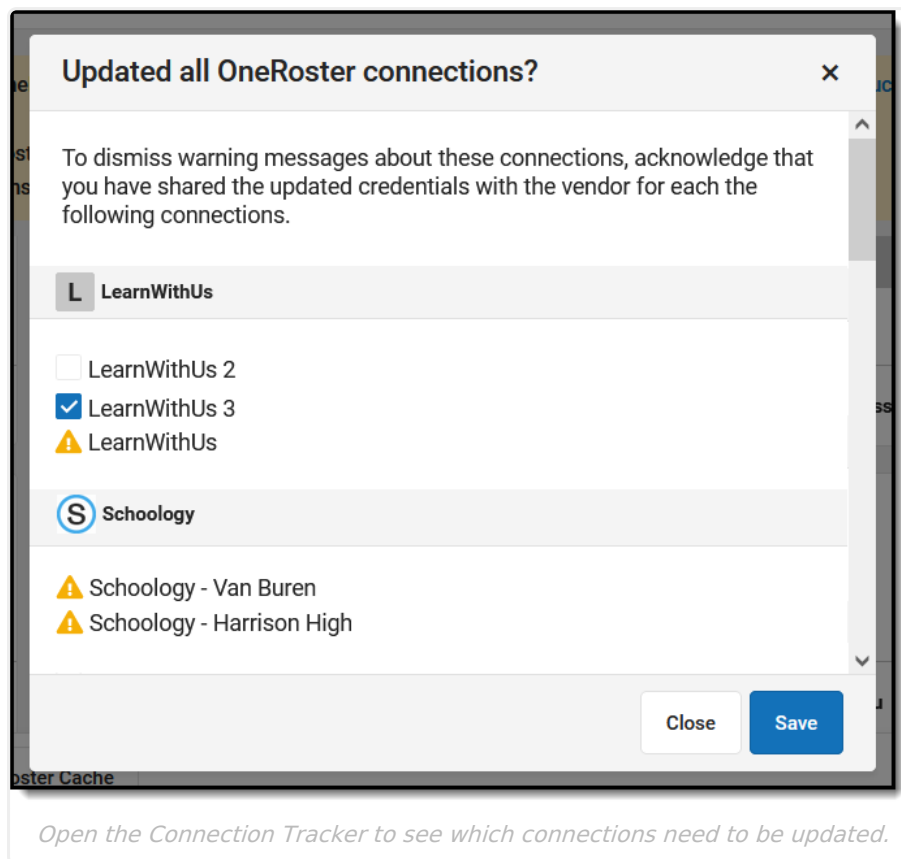 Updated all OneRoster connections?
To dismiss warning messages about these connections, acknowledge that
you have shared the updated credentials with the vendor for each the
following connections.
L LearnWithUs
LearnWithUs 2
LearnWithUs 3
LearnWithUs
S Schoology
Schoology - Van Buren
Schoology - Harrison High
Close Save
oster Cache
Open the Connection Tracker to see which connections need to be updated.